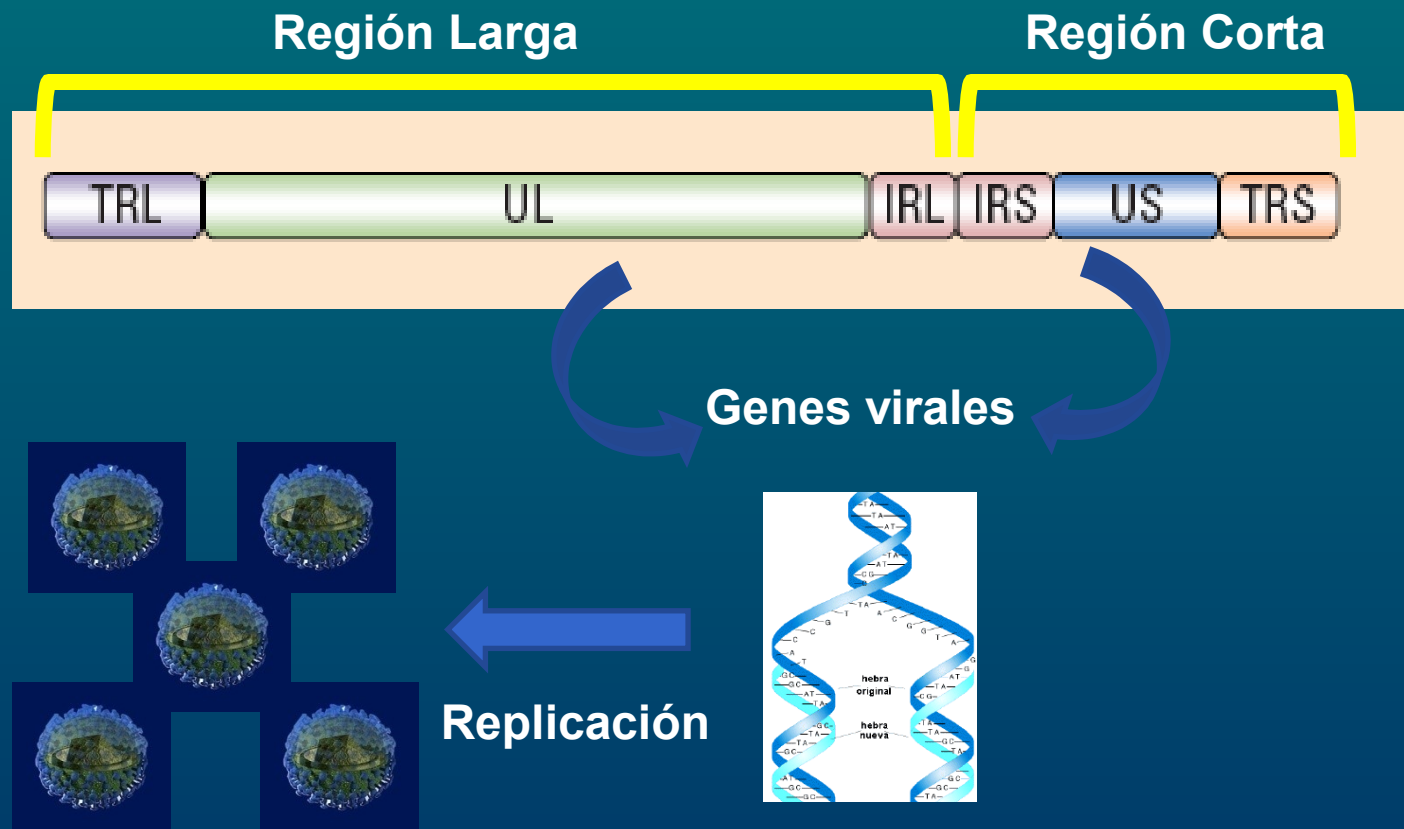 Región Larga
Región Corta
TRL UL IRL IRS US TRS
Genes virales
hebra
original
hebra
nueva
Replicación